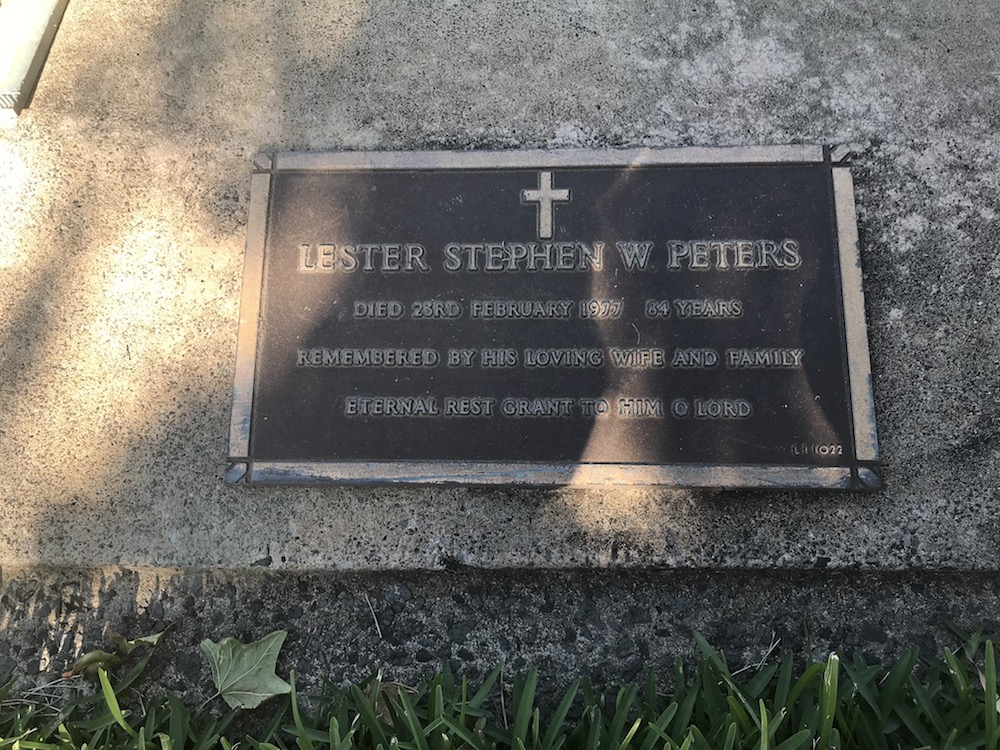 LESTER STEPHEN W PETERS
DIED 23RD FEBRUARY 1977 84 YEARS
REMEMBERED BY HIS LOVING WIFE AND FAMILY
ETERNAL REST GRANT TO HIM O LORD